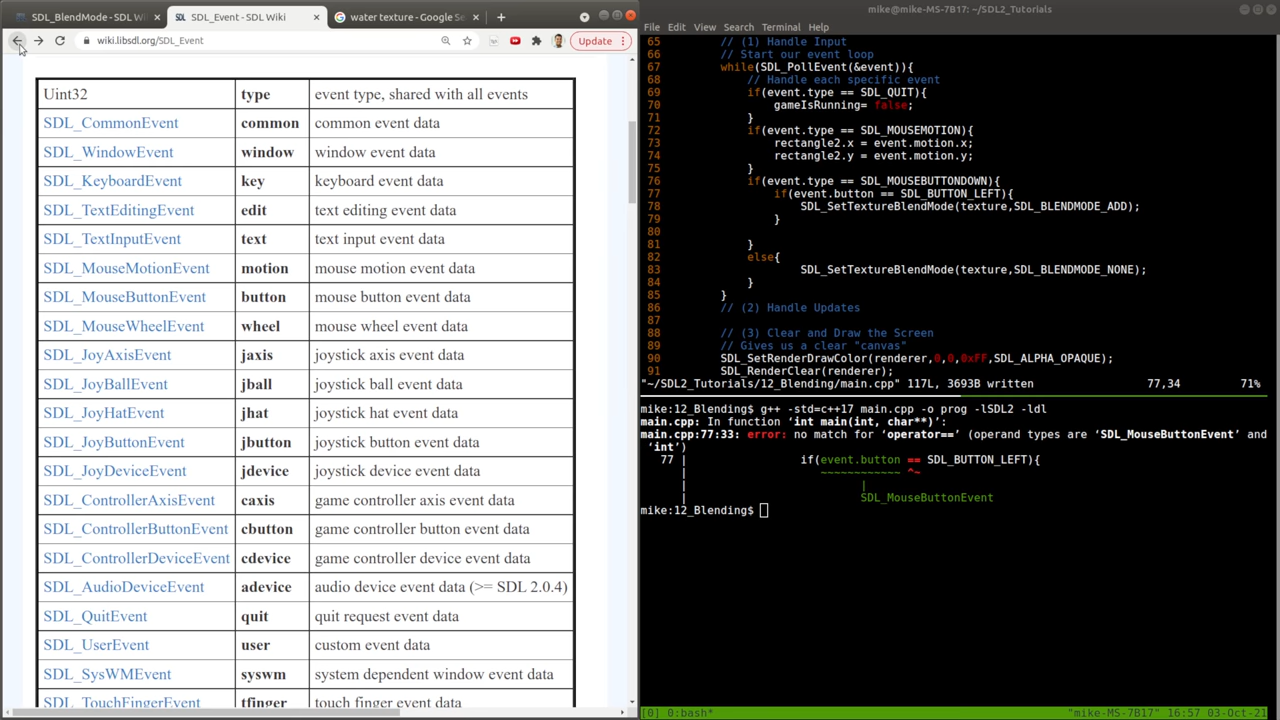 SDL_BlendMode - SDL Wi
SDL_Event - SDL Wiki
water texture - Google Se
wiki.libsdl.org/SDL_Event
Update
Uint32 type event type, shared with all events
SDL_CommonEvent common common event data
SDL_WindowEvent window window event data
SDL_KeyboardEvent key keyboard event data
SDL_TextEditingEvent edit text editing event data
SDL_TextInputEvent text text input event data
SDL_MouseMotionEvent motion mouse motion event data
SDL_MouseButtonEvent button mouse button event data
SDL_MouseWheelEvent wheel mouse wheel event data
SDL_JoyAxisEvent jaxis joystick axis event data
SDL_JoyBallEvent jball joystick ball event data
SDL_JoyHatEvent jhat joystick hat event data
SDL_JoyButtonEvent jbutton joystick button event data
SDL_JoyDeviceEvent jdevice joystick device event data
SDL_ControllerAxisEvent caxis game controller axis event data
SDL_ControllerButtonEvent cbutton game controller button event data
SDL_ControllerDeviceEvent cdevice game controller device event data
SDL_AudioDeviceEvent adevice audio device event data (>= SDL 2.0.4)
SDL_QuitEvent quit quit request event data
SDL_UserEvent user custom event data
SDL_SysWMEvent syswm system dependent window event data
SDL_TouchFingerEvent tfinger touch finger event data
mike@mike-MS-7B17: ~/SDL2_Tutorials
File Edit View Search Terminal Help
65 // (1) Handle Input
66 // Start our event loop
67 while(SDL_PollEvent(&event)){
68 // Handle each specific event
69 if(event.type == SDL_QUIT){
70 gameIsRunning= false;
71 }
72 if(event.type == SDL_MOUSEMOTION){
73 rectangle2.x = event.motion.x;
74 rectangle2.y = event.motion.y;
75 }
76 if(event.type == SDL_MOUSEBUTTONDOWN){
77 if(event.button == SDL_BUTTON_LEFT){
78 SDL_SetTextureBlendMode(texture,SDL_BLENDMODE_ADD);
79 }
80
81 }
82 else{
83 SDL_SetTextureBlendMode(texture,SDL_BLENDMODE_NONE);
84 }
85 }
86 // (2) Handle Updates
87
88 // (3) Clear and Draw the Screen
89 // Gives us a clear "canvas"
90 SDL_SetRenderDrawColor(renderer,0,0,0xFF,SDL_ALPHA_OPAQUE);
91 SDL_RenderClear(renderer);
"~/SDL2_Tutorials/12_Blending/main.cpp" 117L, 3693B written 77,34 71%
mike:12_Blending$ g++ -std=c++17 main.cpp -o prog -lSDL2 -ldl
main.cpp: In function ‘int main(int, char**)’:
main.cpp:77:33: error: no match for ‘operator==’ (operand types are ‘SDL_MouseButtonEvent’ and
‘int’)
77 | if(event.button == SDL_BUTTON_LEFT){
| ~~~~~~~~~~~~ ^~
| |
| SDL_MouseButtonEvent
mike:12_Blending$
[0] 0:bash* "mike-MS-7B17" 16:57 03-Oct-21